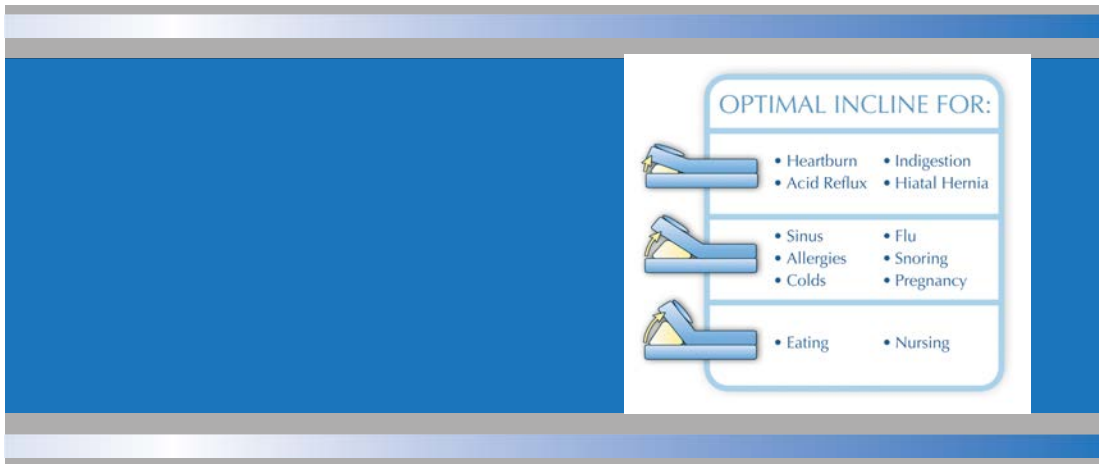 OPTIMAL INCLINE FOR:
• Heartburn • Indigestion
• Acid Reflux • Hiatal Hernia
• Sinus • Flu
• Allergies • Snoring
• Colds • Pregnancy
• Eating • Nursing